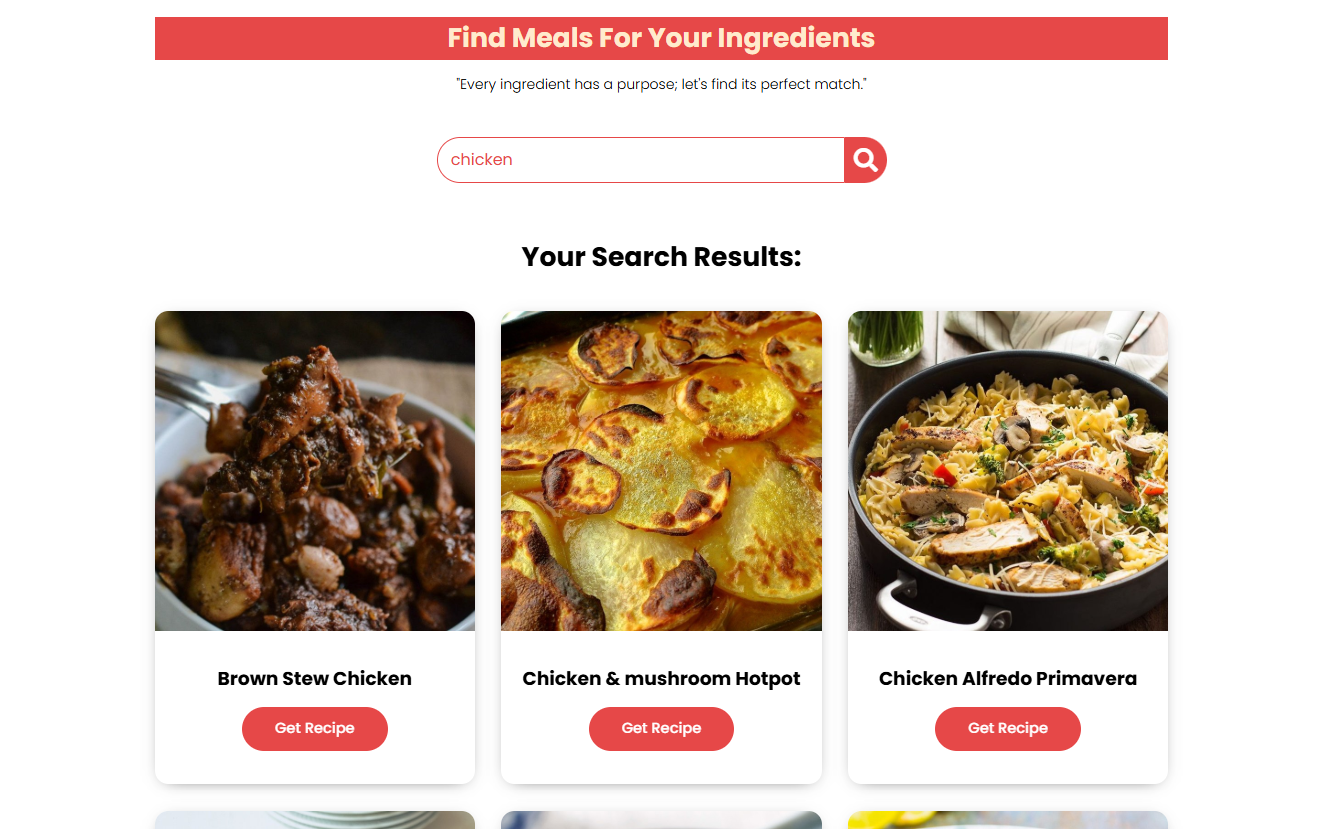 Find Meals For Your Ingredients
"Every ingredient has a purpose; let's find its perfect match."
chicken
Your Search Results:
Brown Stew Chicken
Get Recipe
Chicken & mushroom Hotpot
Get Recipe
Chicken Alfredo Primavera
Get Recipe